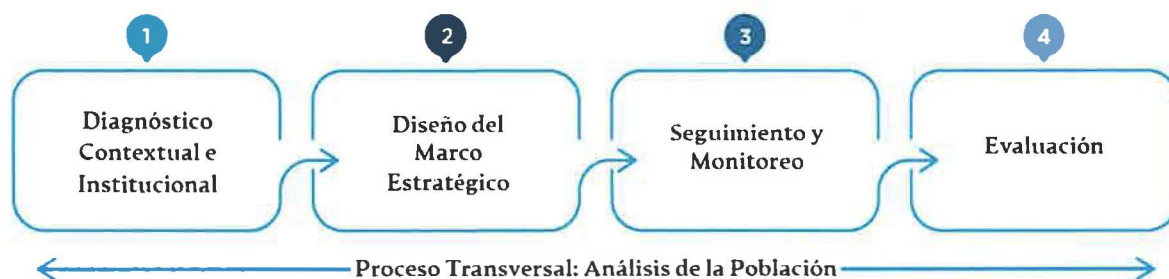 1
2
3
4
Diagnóstico
Contextual e
Institucional
Diseño del
Marco
Estratégico
Seguimiento y
Monitoreo
Evaluación
Proceso Transversal: Análisis de la Población